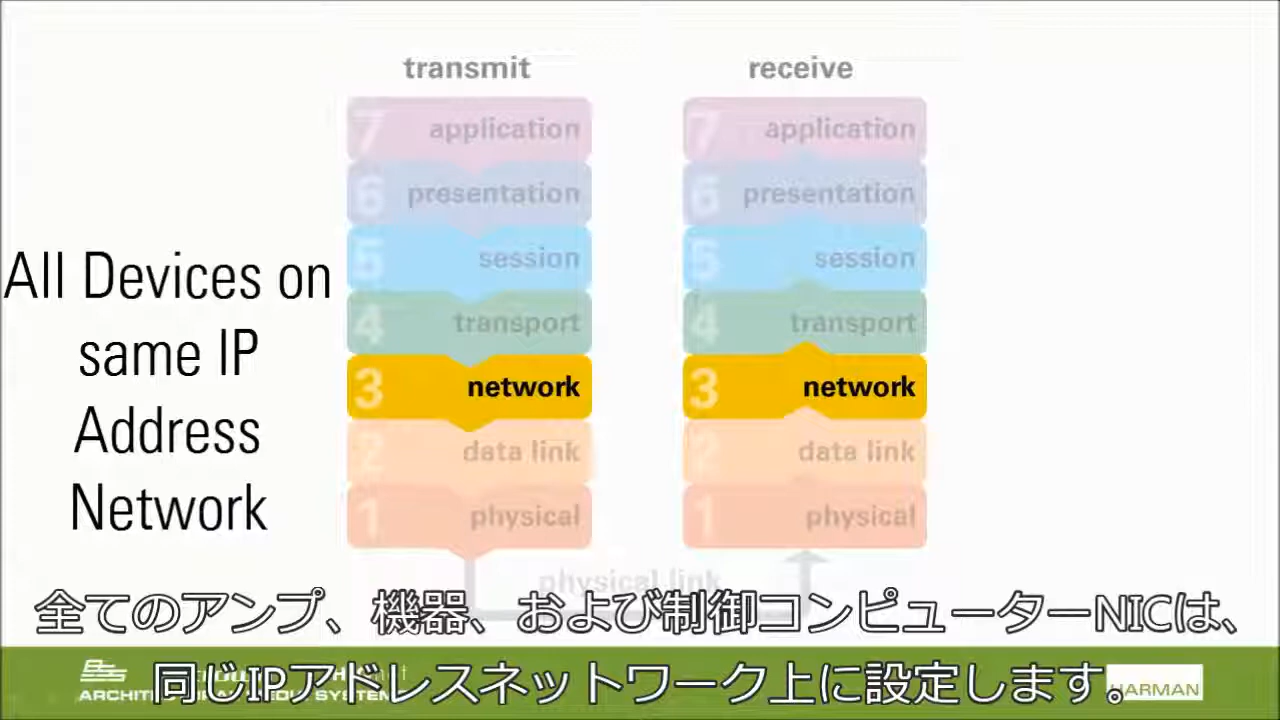 transmit
receive
7 application
7 application
6 presentation
6 presentation
5 session
5 session
4 transport
4 transport
3 network
3 network
2 data link
2 data link
1 physical
1 physical
physical link
All Devices on
same IP
Address
Network
全てのアンプ、機器、および制御コンピューターNICは、
同じIPアドレスネットワーク上に設定します。
HARMAN